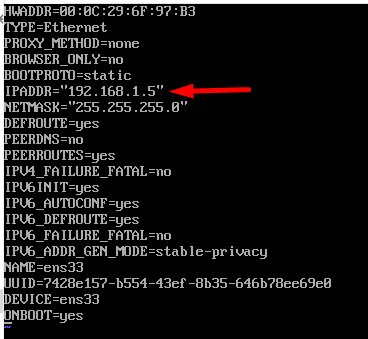 HWADDR=00:0C:29:6F:97:B3
TYPE=Ethernet
PROXY_METHOD=none
BROWSER_ONLY=no
BOOTPROTO=static
IPADDR="192.168.1.5"
NETMASK="255.255.255.0"
DEFROUTE=yes
PEERDNS=no
PEERROUTES=yes
IPV4_FAILURE_FATAL=no
IPV6INIT=yes
IPV6_AUTOCONF=yes
IPV6_DEFROUTE=yes
IPV6_FAILURE_FATAL=no
IPV6_ADDR_GEN_MODE=stable-privacy
NAME=ens33
UUID=7428e157-b554-43ef-8b35-646b78ee69e0
DEVICE=ens33
ONBOOT=yes
~